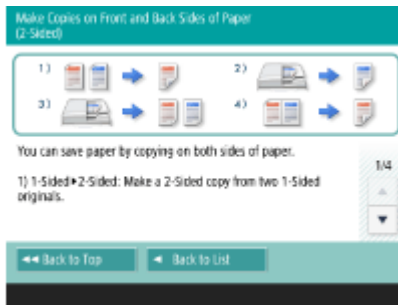 Make Copies on Front and Back Sides of Paper
(2-Sided)
1) 2)
3) 4)
You can save paper by copying on both sides of paper.
1/4
1) 1-Sided▶2-Sided: Make a 2-Sided copy from two 1-Sided
originals.
◀◀ Back to Top ◀ Back to List